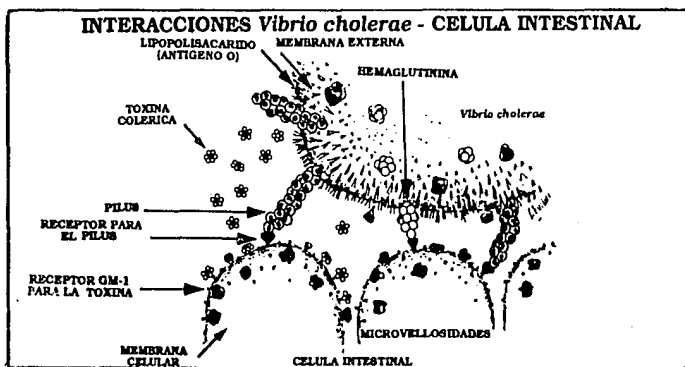 INTERACCIONES Vibrio cholerae - CELULA INTESTINAL
LIPOPOLISACARIDO
(ANTIGENO O)
MEMBRANA EXTERNA
HEMAGLUTININA
TOXINA
COLERICA
Vibrio cholerae
PILUS
RECEPTOR PARA
EL PILUS
RECEPTOR GM-1
PARA LA TOXINA
MICROVELLOSIDADES
MEMBRANA
CELULAR
CELULA INTESTINAL